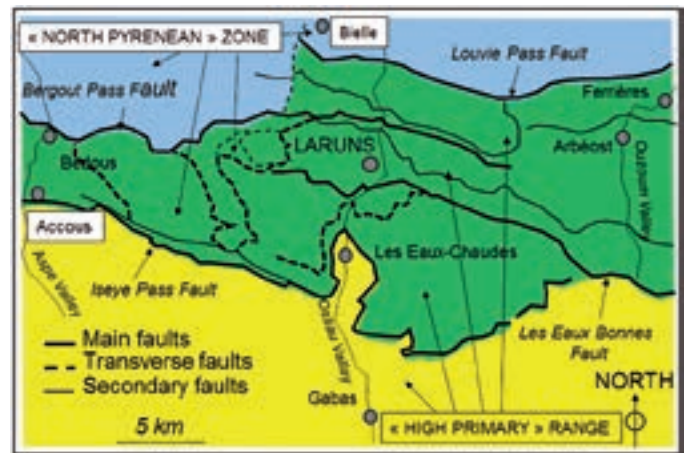 « NORTH PYRENEAN » ZONE
Bielle
Louvie Pass Fault
Bergout Pass Fault
Ferrères
Bedous
LARUNS
Arbéost
Ouzoum Valley
Accous
Les Eaux-Chaudes
Aspe Valley
Iseye Pass Fault
Ossau Valley
Les Eaux Bonnes
Fault
Main faults
Transverse faults
Secondary faults
NORTH
Gabas
5 km
« HIGH PRIMARY » RANGE